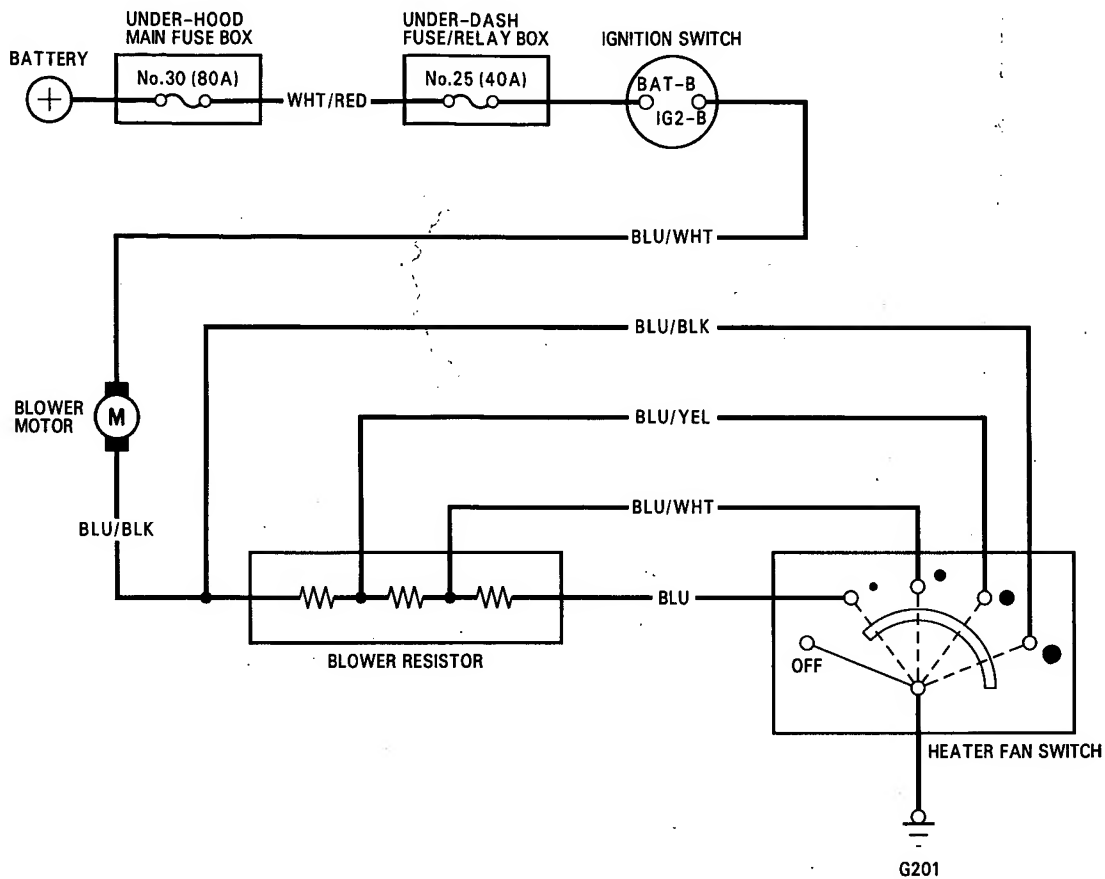 UNDER-HOOD
MAIN FUSE BOX
UNDER-DASH
FUSE/RELAY BOX
IGNITION SWITCH
BATTERY
+
No.30 (80A)
WHT/RED
No.25 (40A)
BAT-B
IG2-B
BLU/WHT
BLU/BLK
BLOWER
MOTOR
M
BLU/YEL
BLU/WHT
BLU/BLK
BLU
OFF
BLOWER RESISTOR
HEATER FAN SWITCH
G201